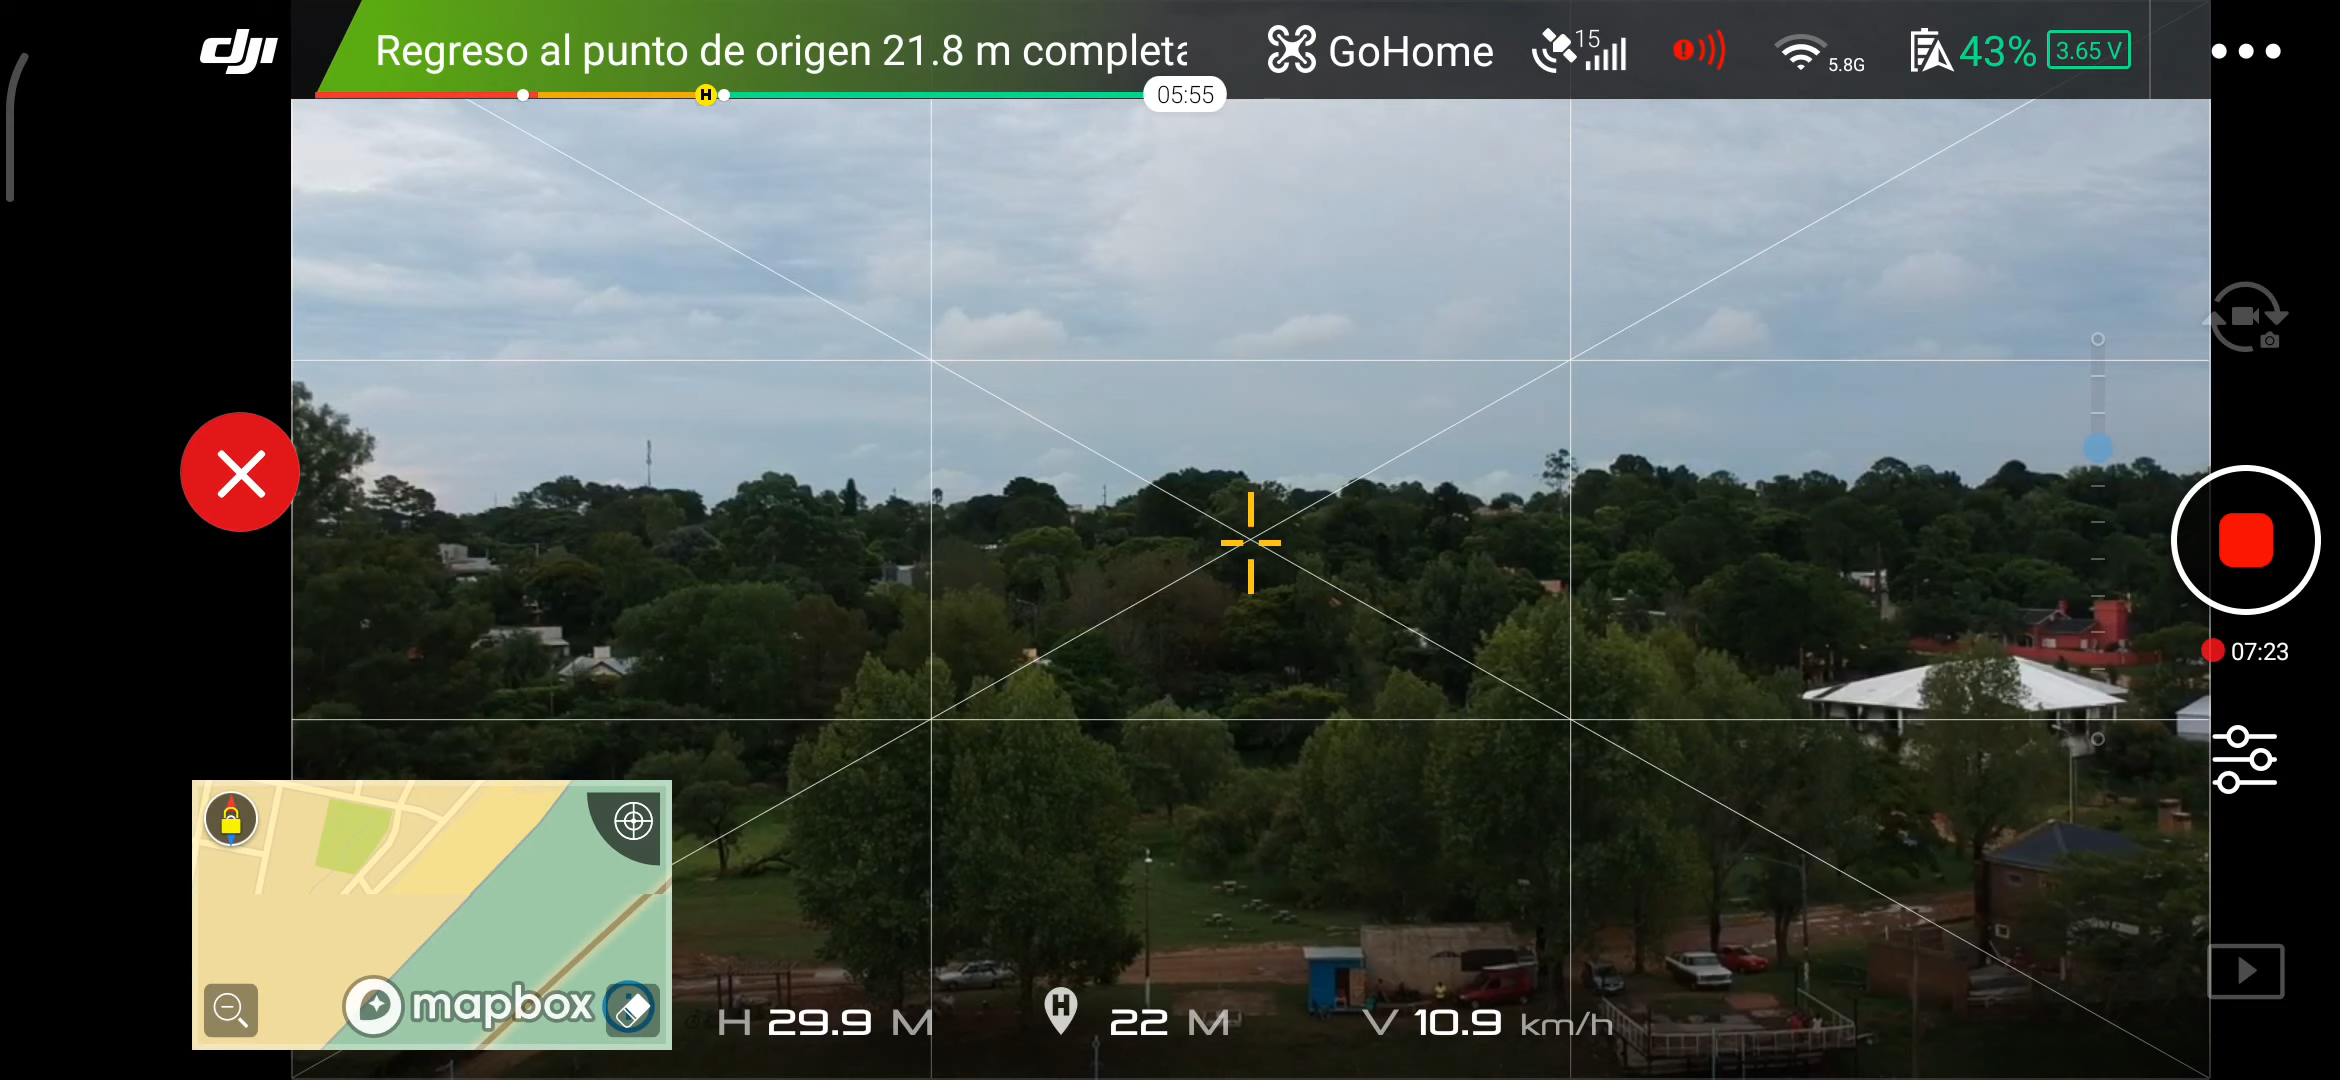 dji
Regreso al punto de origen 21.8 m complet
GoHome
15
5.8G
43%
3.65 V
H
05:55
07:23
mapbox
H 29.9 M
H 22 M
V 10.9 km/h